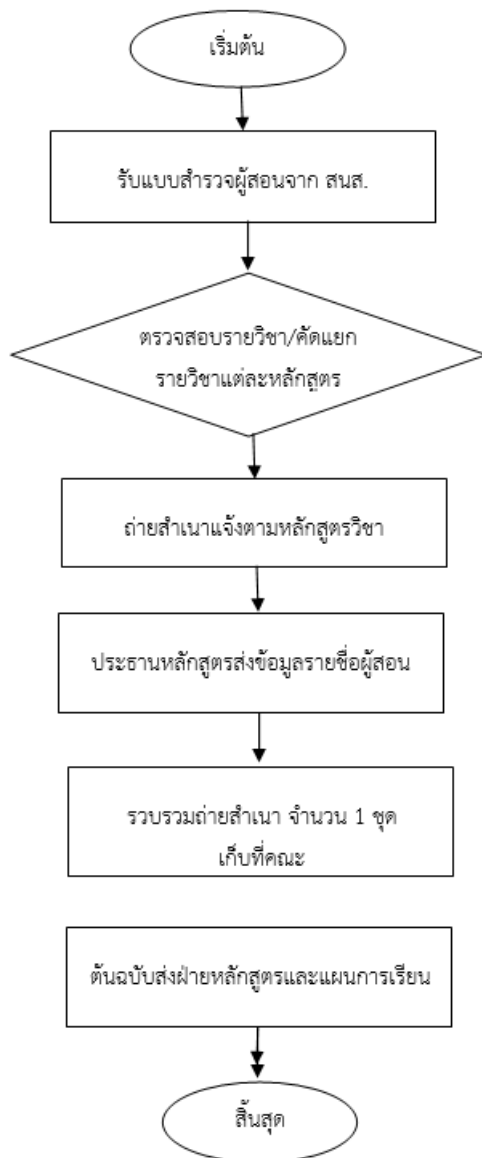 เริ่มต้น
รับแบบสำรวจผู้สอนจาก สนส.
ตรวจสอบรายวิชา/คัดแยก
รายวิชาแต่ละหลักสูตร
ถ่ายสำเนาแจ้งตามหลักสูตรวิชา
ประธานหลักสูตรส่งข้อมูลรายชื่อผู้สอน
รวบรวมถ่ายสำเนา จำนวน 1 ชุด
เก็บที่คณะ
ต้นฉบับส่งฝ่ายหลักสูตรและแผนการเรียน
สิ้นสุด